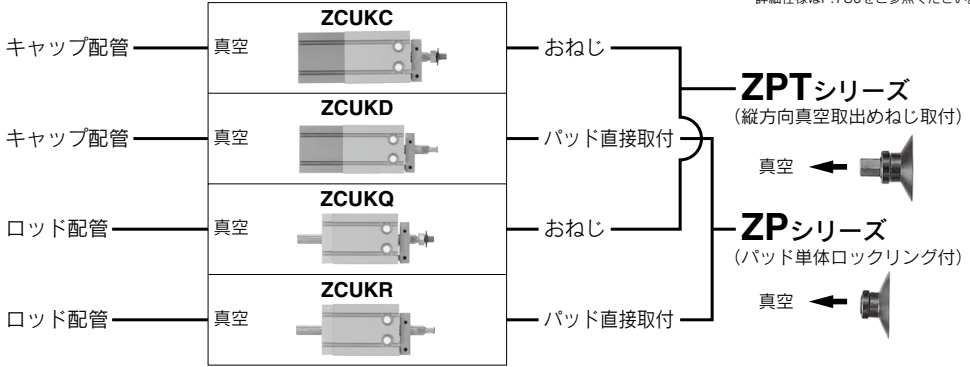 ZCUKC
キャップ配管
真空
おねじ
ZCUKD
キャップ配管
真空
パッド直接取付
ZCUKQ
ロッド配管
真空
おねじ
ZCUKR
ロッド配管
真空
パッド直接取付
ZPTシリーズ
（縦方向真空取出めねじ取付）
真空
ZPシリーズ
（パッド単体ロックリング付）
真空